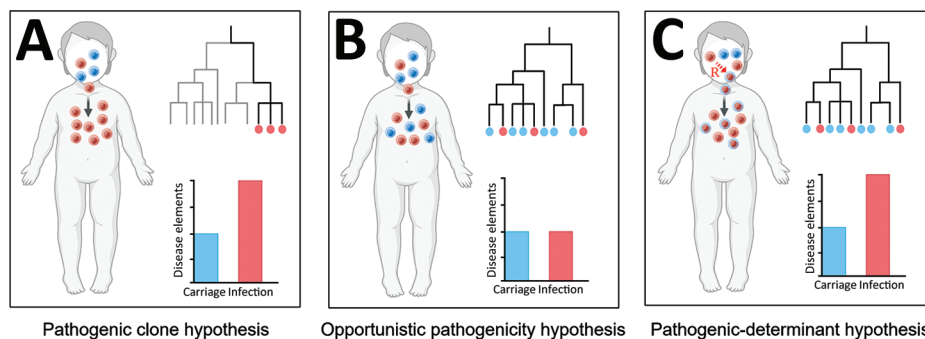 A
B
C
R
Disease elements
Carriage Infection
Disease elements
Carriage Infection
Disease elements
Carriage Infection
Pathogenic clone hypothesis
Opportunistic pathogenicity hypothesis
Pathogenic-determinant hypothesis